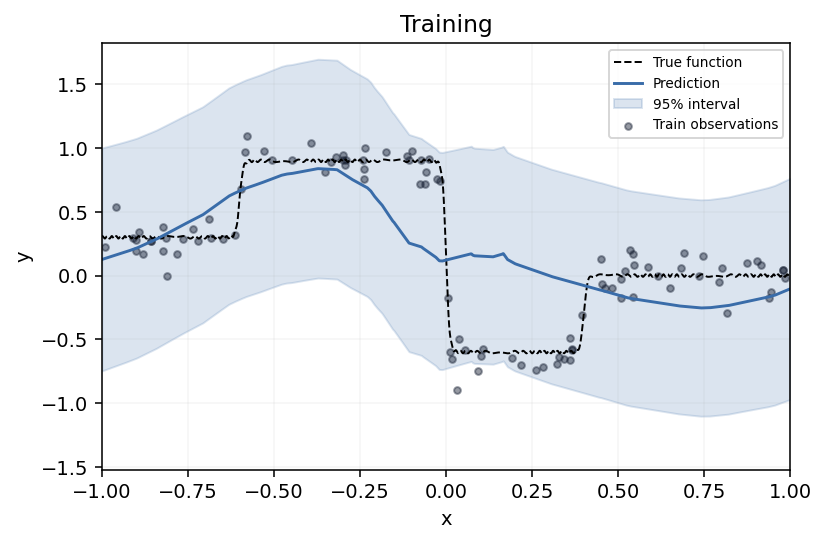 Training
True function
Prediction
95% interval
Train observations
1.5
1.0
0.5
0.0
−0.5
−1.0
−1.5
y
−1.00 −0.75 −0.50 −0.25 0.00 0.25 0.50 0.75 1.00
x